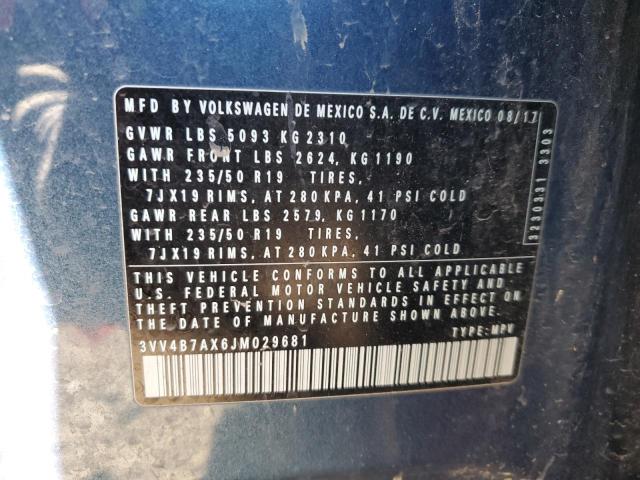 MFD BY VOLKSWAGEN DE MEXICO S.A. DE C.V. MEXICO 08/17
GVWR LBS 5093 KG 2310
GAWR FRONT LBS 2624, KG 1190
WITH 235/50 R19 TIRES,
7JX19 RIMS, AT 280 KPA, 41 PSI COLD
GAWR REAR LBS 2579, KG 1170
WITH 235/50 R19 TIRES,
7JX19 RIMS, AT 280 KPA, 41 PSI COLD
THIS VEHICLE CONFORMS TO ALL APPLICABLE
U.S. FEDERAL MOTOR VEHICLE SAFETY AND
THEFT PREVENTION STANDARDS IN EFFECT ON
THE DATE OF MANUFACTURE SHOWN ABOVE.
3VV4B7AX6JM029681 TYPE: MPV
3230331 3303